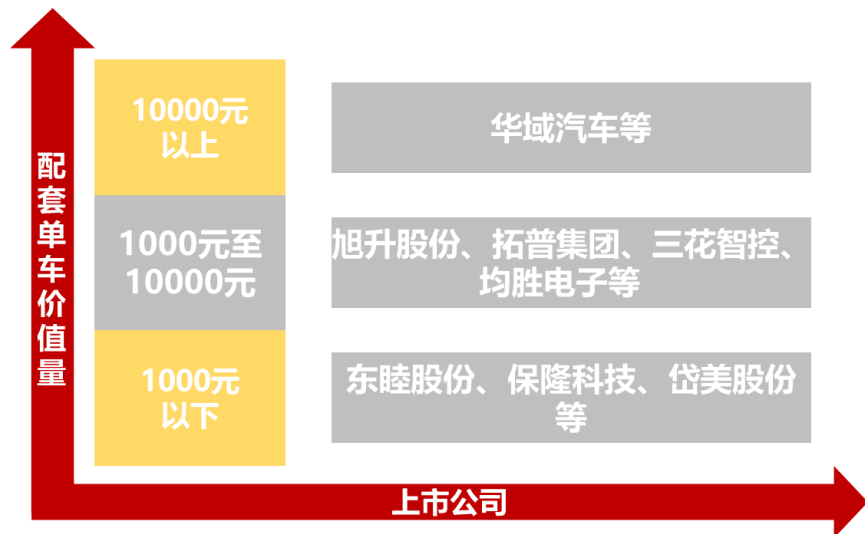 配套单车价值量
10000元
以上
华域汽车等
1000元至
10000元
旭升股份、拓普集团、三花智控、
均胜电子等
1000元
以下
东睦股份、保隆科技、岱美股份
等
上市公司